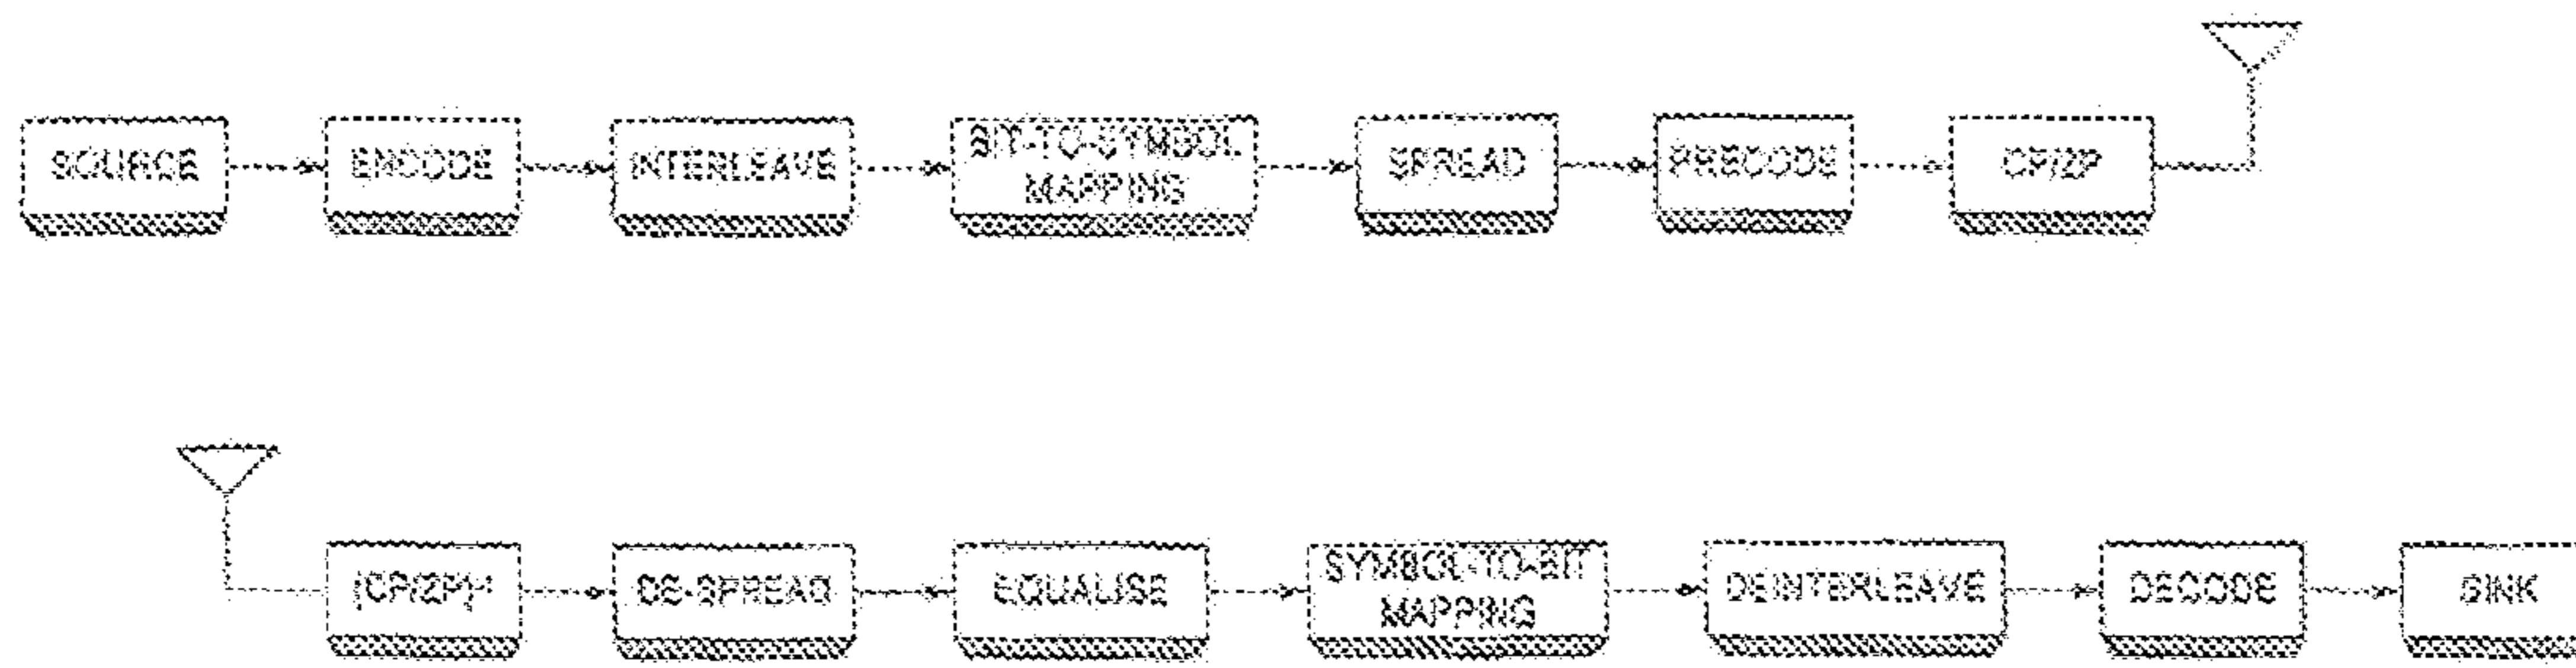 SOURCE
ENCODE
INTERLEAVE
BIT-TO-SYMBOL
MAPPING
SPREAD
PRECODE
CP/ZP
[CP/ZP]⁻¹
DE-SPREAD
EQUALISE
SYMBOL-TO-BIT
MAPPING
DEINTERLEAVE
DECODE
SINK